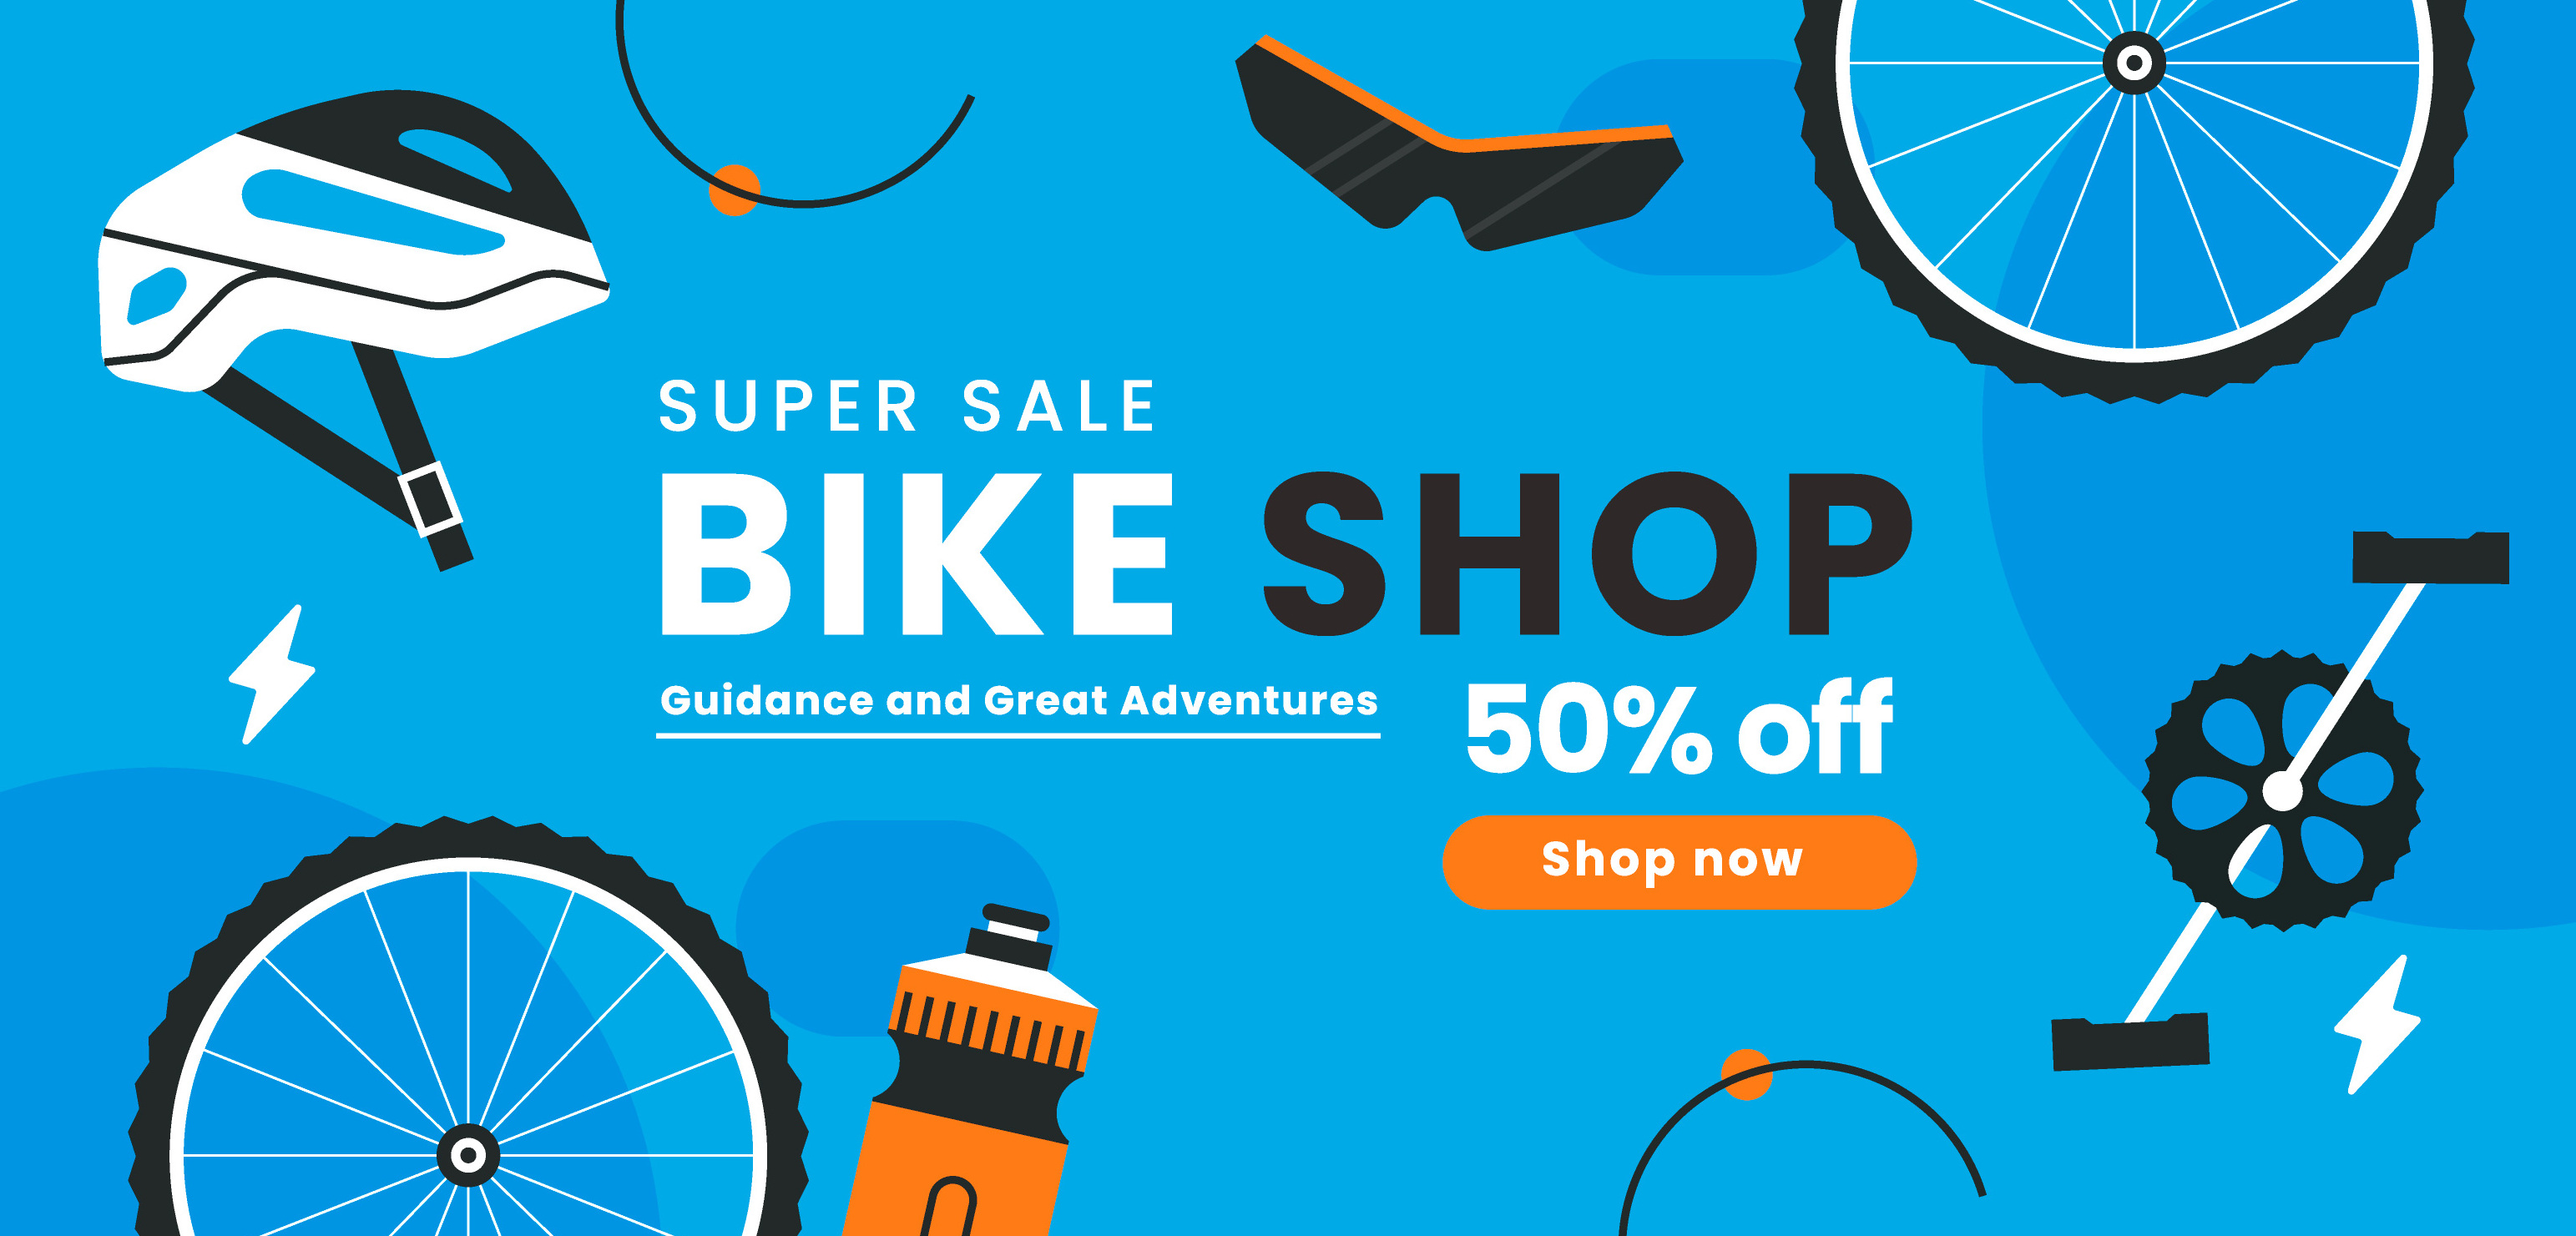 SUPER SALE
BIKE SHOP
Guidance and Great Adventures
50% off
Shop now